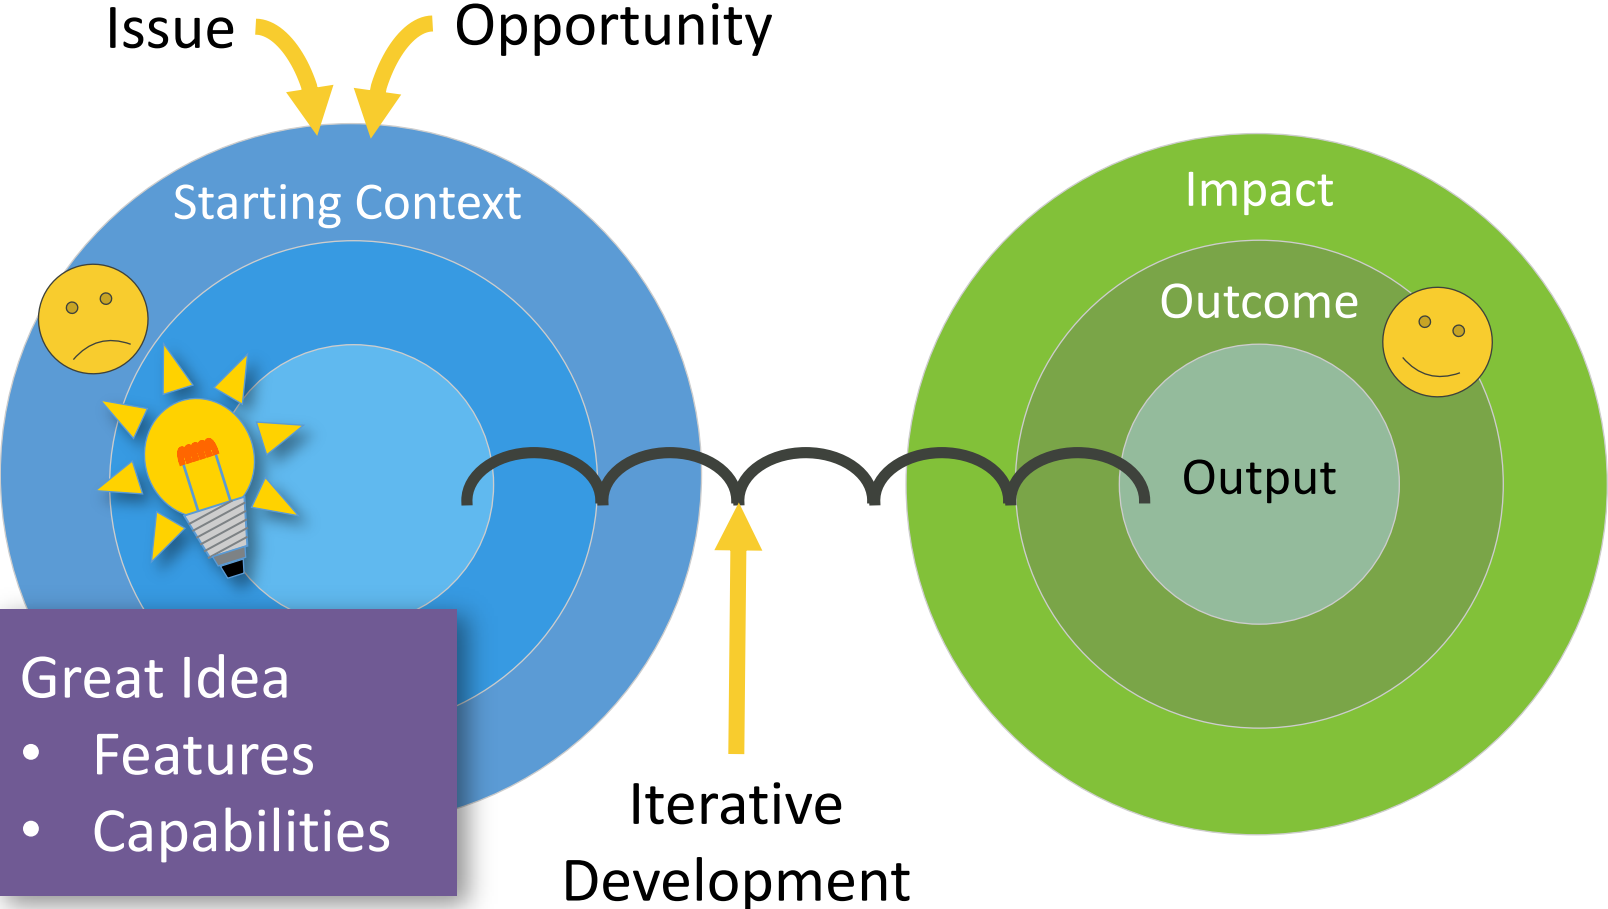 Issue
Opportunity
Starting Context
Impact
Outcome
Output
Great Idea
• Features
• Capabilities
Iterative
Development